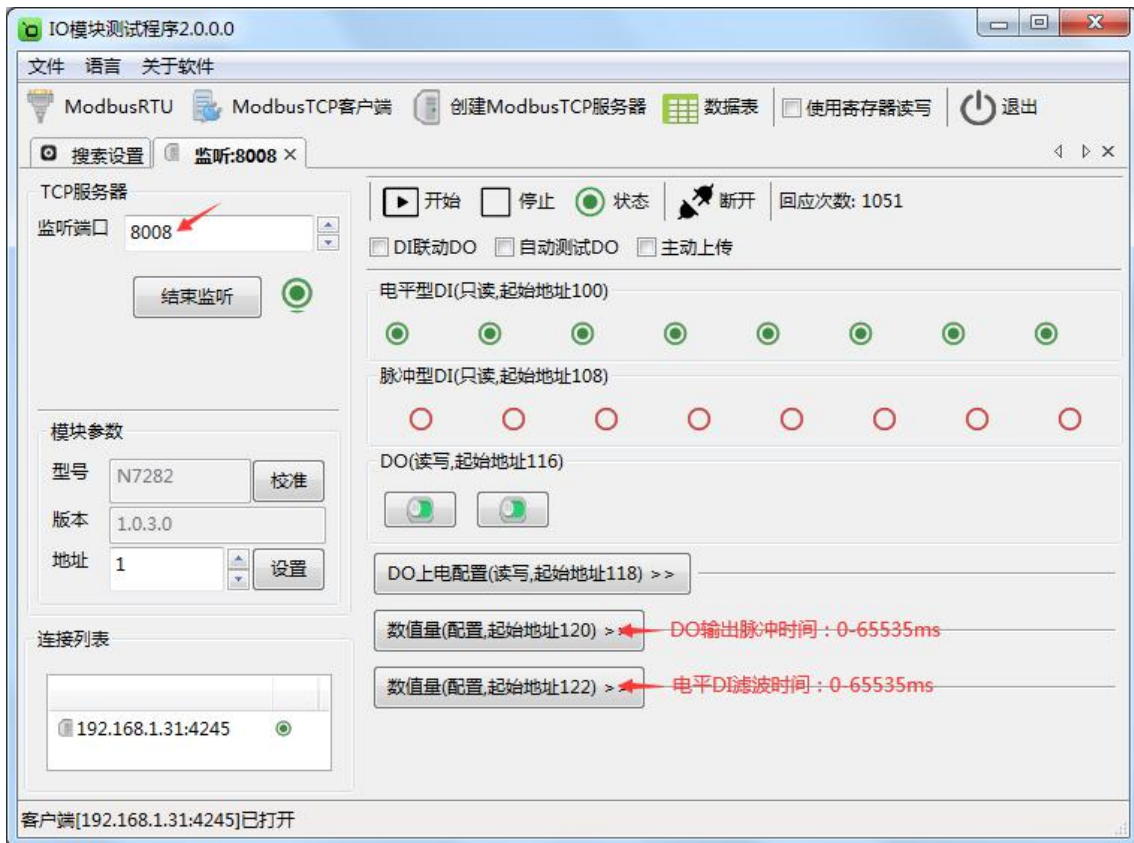 IO模块测试程序2.0.0.0
文件 语言 关于软件
ModbusRTU ModbusTCP客户端 创建ModbusTCP服务器 数据表 使用寄存器读写 退出
搜素设置 监听:8008
TCP服务器
监听端口 8008
结束监听
模块参数
型号 N7282 校准
版本 1.0.3.0
地址 1 设置
连接列表
192.168.1.31:4245
开始 停止 状态 断开 回应次数: 1051
DI联动DO 自动测试DO 主动上传
电平型DI(只读,起始地址100)
脉冲型DI(只读,起始地址108)
DO(读写,起始地址116)
DO上电配置(读写,起始地址118) >>
数值量(配置,起始地址120) >> DO输出脉冲时间：0-65535ms
数值量(配置,起始地址122) >> 电平DI滤波时间：0-65535ms
客户端[192.168.1.31:4245]已打开